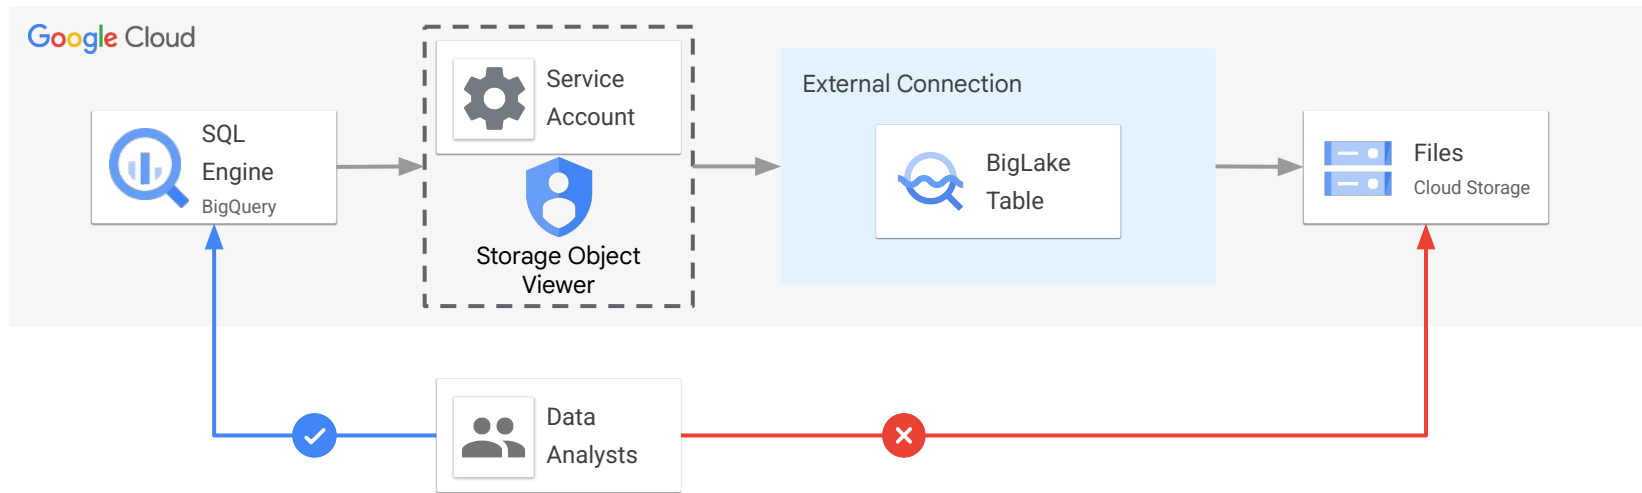 Google Cloud
SQL
Engine
BigQuery
Service
Account
Storage Object
Viewer
External Connection
BigLake
Table
Files
Cloud Storage
Data
Analysts